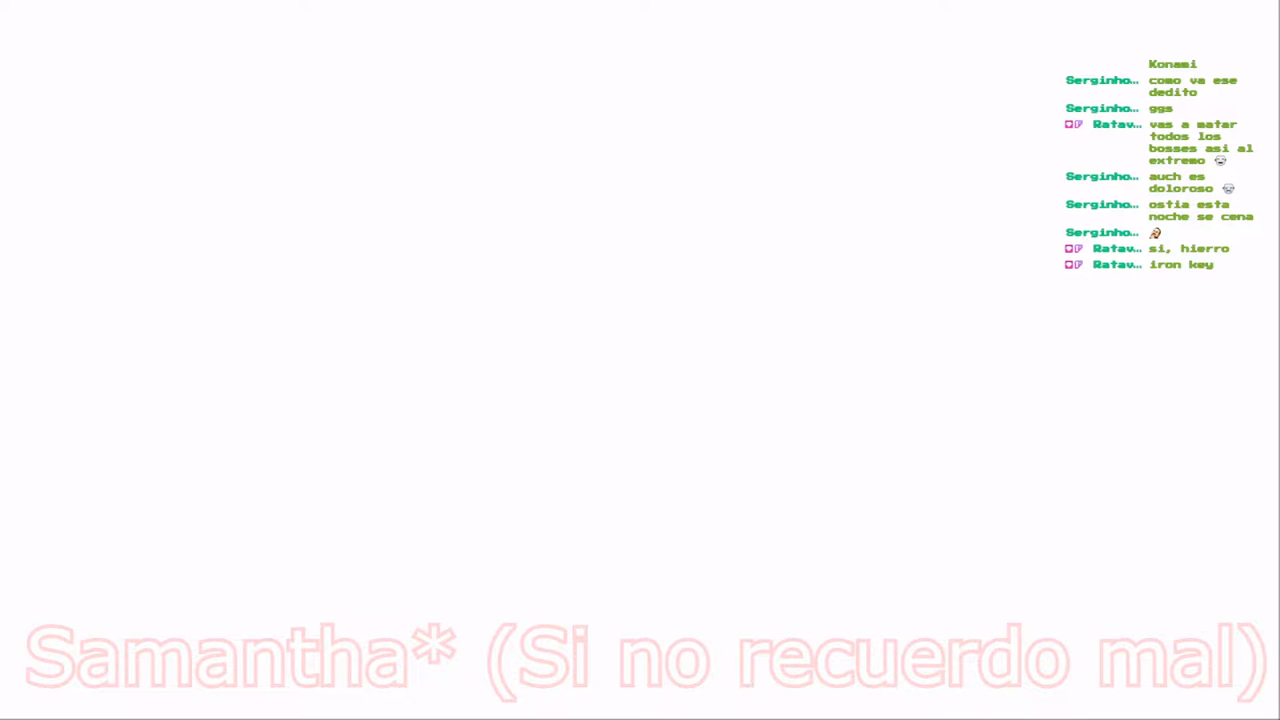 Konami
Serginho... como va ese
dedito
Serginho... ggs
Ratav... vas a matar
todos los
bosses asi al
extremo
Serginho... auch es
doloroso
Serginho... ostia esta
noche se cena
Serginho...
Ratav... si, hierro
Ratav... iron key
Samantha* (Si no recuerdo mal)